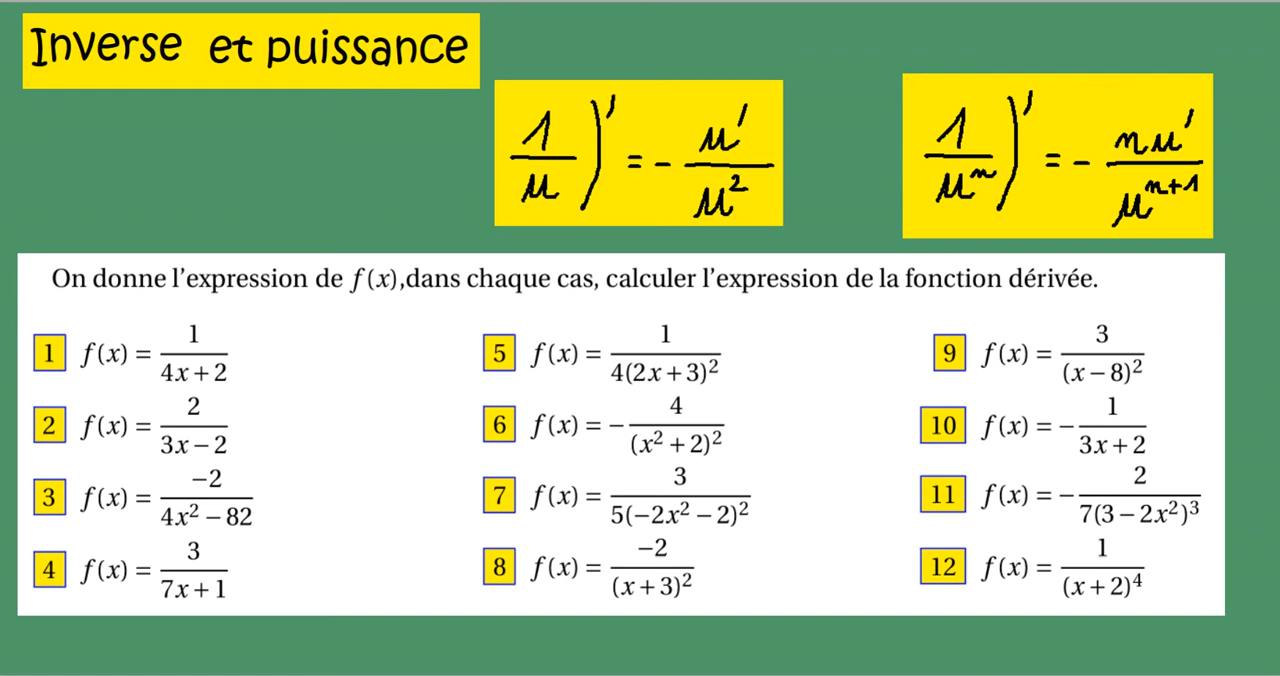 Inverse et puissance
1/u)' = - u'/u²
1/uⁿ)' = - nu'/uⁿ⁺¹
On donne l'expression de f(x),dans chaque cas, calculer l'expression de la fonction dérivée.
1 f(x) = 1/(4x+2)
2 f(x) = 2/(3x−2)
3 f(x) = −2/(4x²−82)
4 f(x) = 3/(7x+1)
5 f(x) = 1/(4(2x+3)²)
6 f(x) = −4/(x²+2)²
7 f(x) = 3/(5(−2x²−2)²)
8 f(x) = −2/(x+3)²
9 f(x) = 3/(x−8)²
10 f(x) = −1/(3x+2)
11 f(x) = −2/(7(3−2x²)³)
12 f(x) = 1/(x+2)⁴